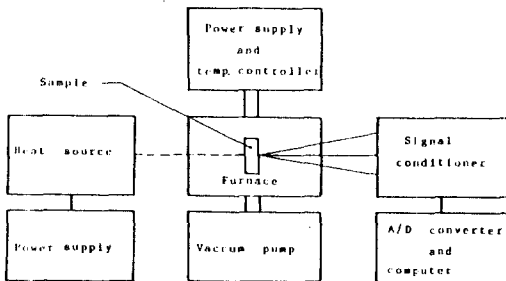 Power supply
and
temp. controller
Sample
Heat source
Furnace
Signal
conditioner
Power supply
Vaccum pump
A/D converter
and
computer